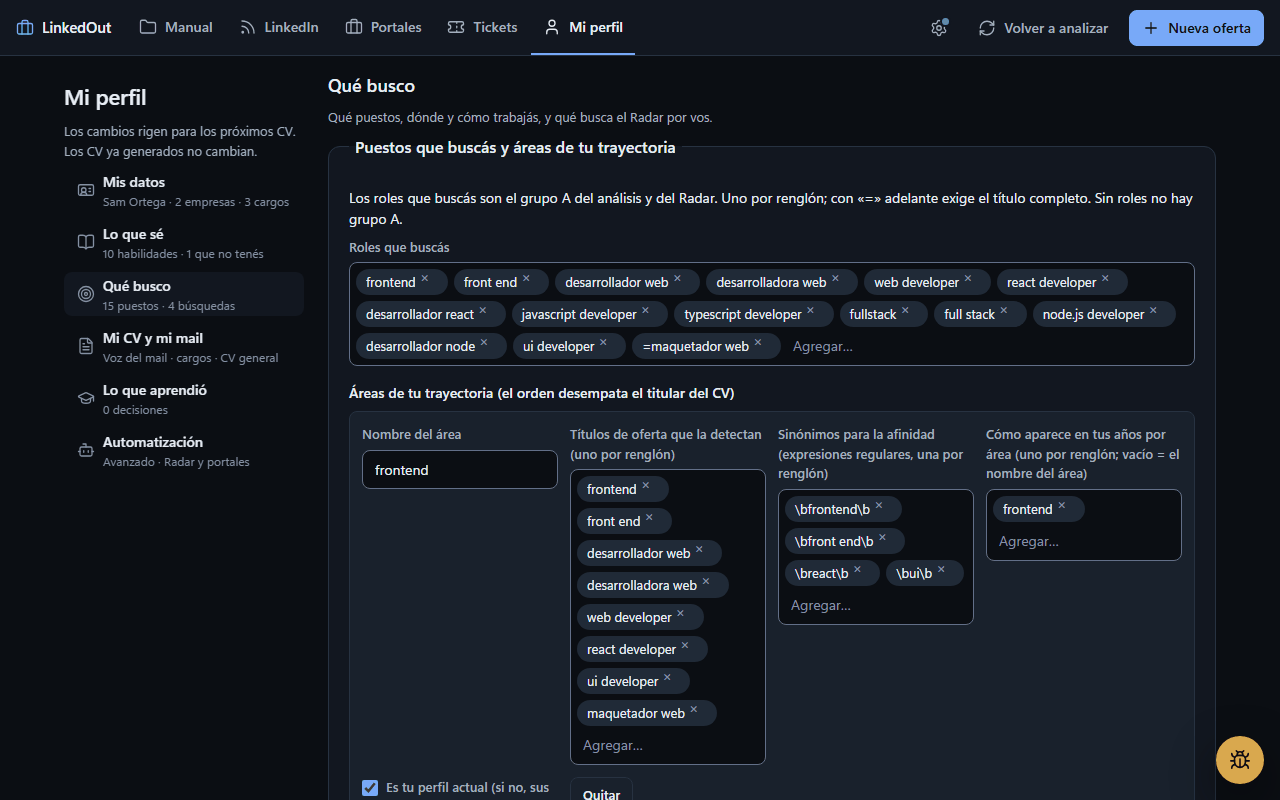 LinkedOut Manual LinkedIn Portales Tickets Mi perfil Volver a analizar + Nueva oferta
Mi perfil
Los cambios rigen para los próximos CV.
Los CV ya generados no cambian.
Mis datos
Sam Ortega · 2 empresas · 3 cargos
Lo que sé
10 habilidades · 1 que no tenés
Qué busco
15 puestos · 4 búsquedas
Mi CV y mi mail
Voz del mail · cargos · CV general
Lo que aprendió
0 decisiones
Automatización
Avanzado · Radar y portales
Qué busco
Qué puestos, dónde y cómo trabajás, y qué busca el Radar por vos.
Puestos que buscás y áreas de tu trayectoria
Los roles que buscás son el grupo A del análisis y del Radar. Uno por renglón; con «=» adelante exige el título completo. Sin roles no hay
grupo A.
Roles que buscás
frontend × front end × desarrollador web × desarrolladora web × web developer × react developer ×
desarrollador react × javascript developer × typescript developer × fullstack × full stack × node.js developer ×
desarrollador node × ui developer × =maquetador web × Agregar...
Áreas de tu trayectoria (el orden desempata el titular del CV)
Nombre del área
frontend
Títulos de oferta que la detectan
(uno por renglón)
frontend ×
front end ×
desarrollador web ×
desarrolladora web ×
web developer ×
react developer ×
ui developer ×
maquetador web ×
Agregar...
Sinónimos para la afinidad
(expresiones regulares, una por
renglón)
\bfrontend\b ×
\bfront end\b ×
\breact\b × \bui\b ×
Agregar...
Cómo aparece en tus años por
área (uno por renglón; vacío = el
nombre del área)
frontend ×
Agregar...
Es tu perfil actual (si no, sus
Quitar